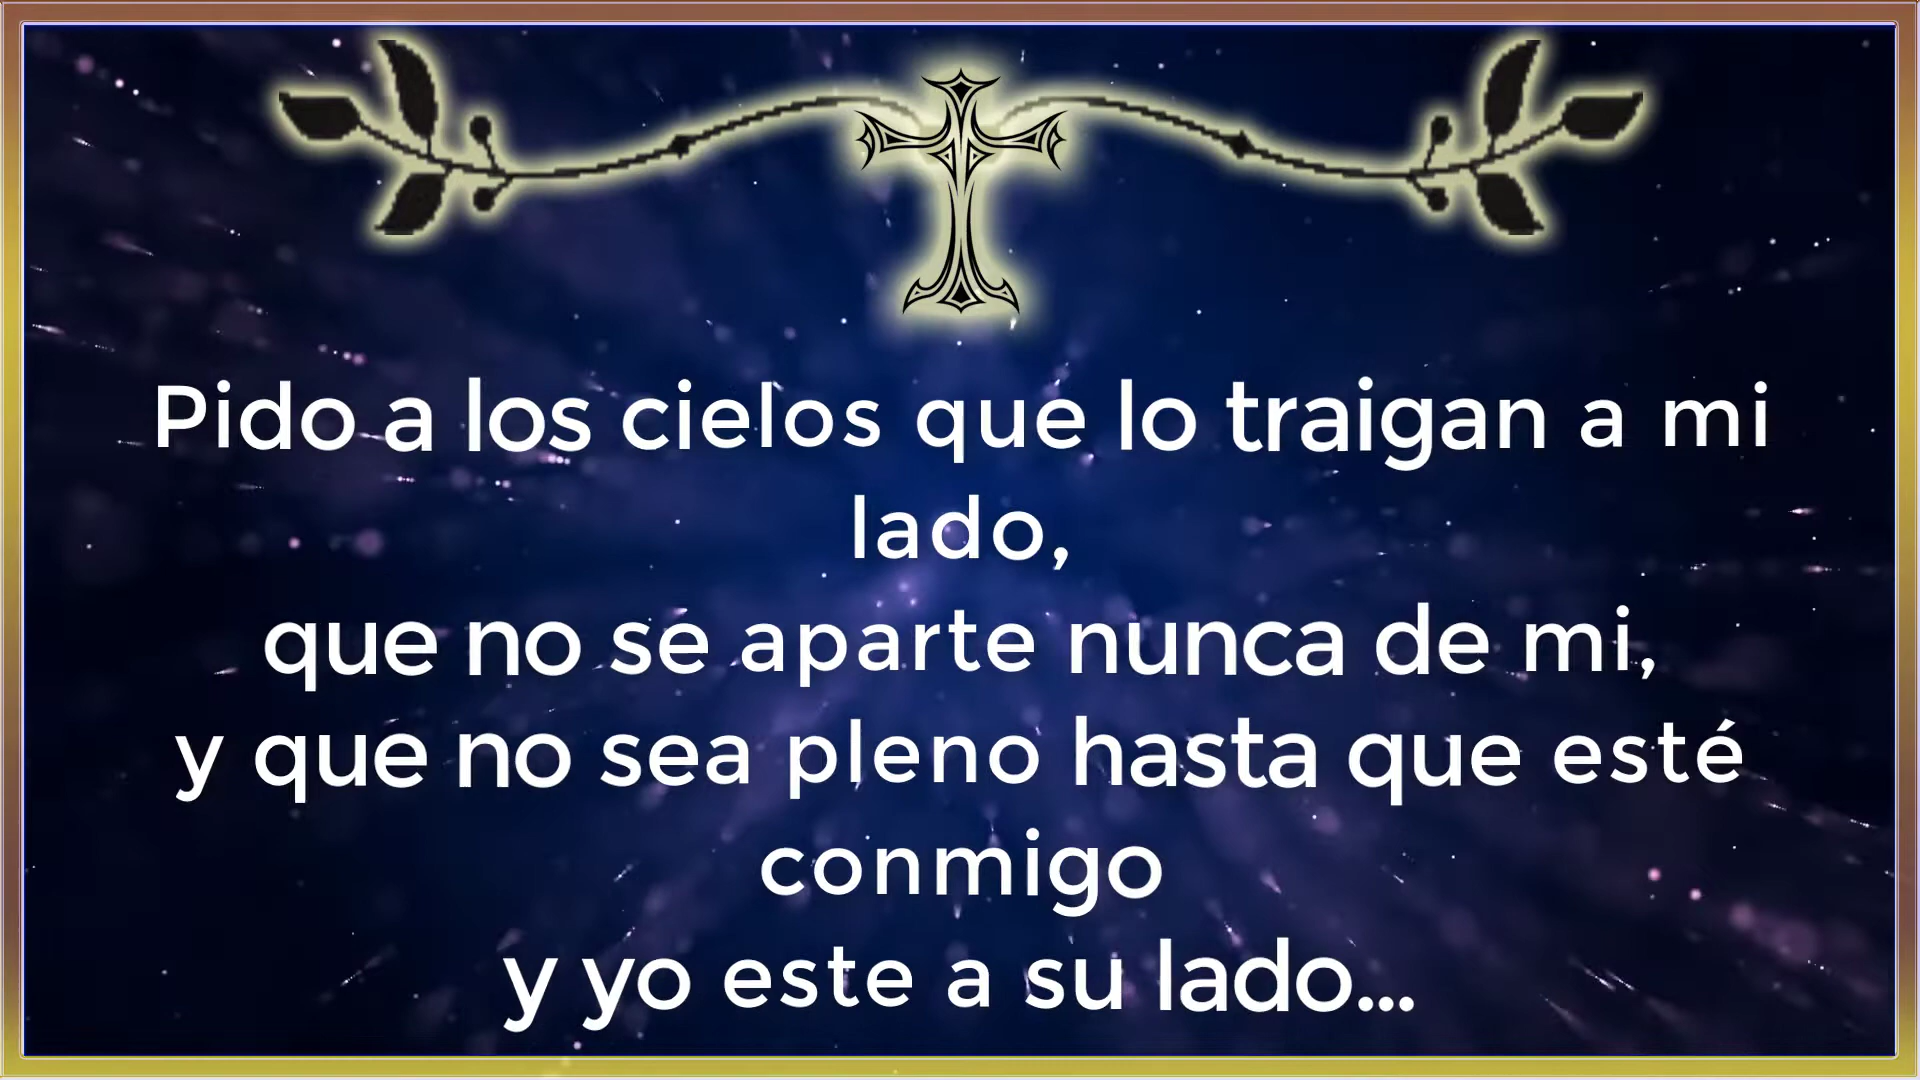 Pido a los cielos que lo traigan a mi
lado,
que no se aparte nunca de mi,
y que no sea pleno hasta que esté
conmigo
y yo este a su lado...